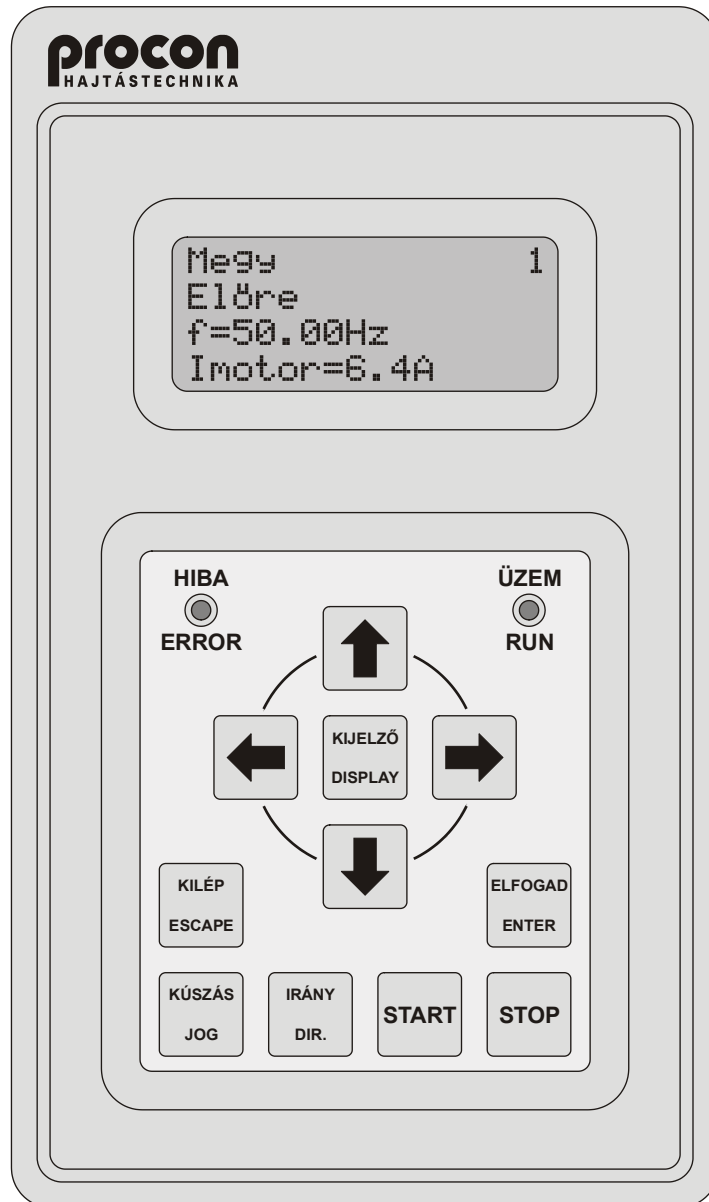 procon
HAJTÁSTECHNIKA
Megy 1
Előre
f=50.00Hz
Imotor=6.4A
HIBA
ERROR
ÜZEM
RUN
KIJELZŐ
DISPLAY
KILÉP
ESCAPE
ELFOGAD
ENTER
KÚSZÁS
JOG
IRÁNY
DIR.
START
STOP